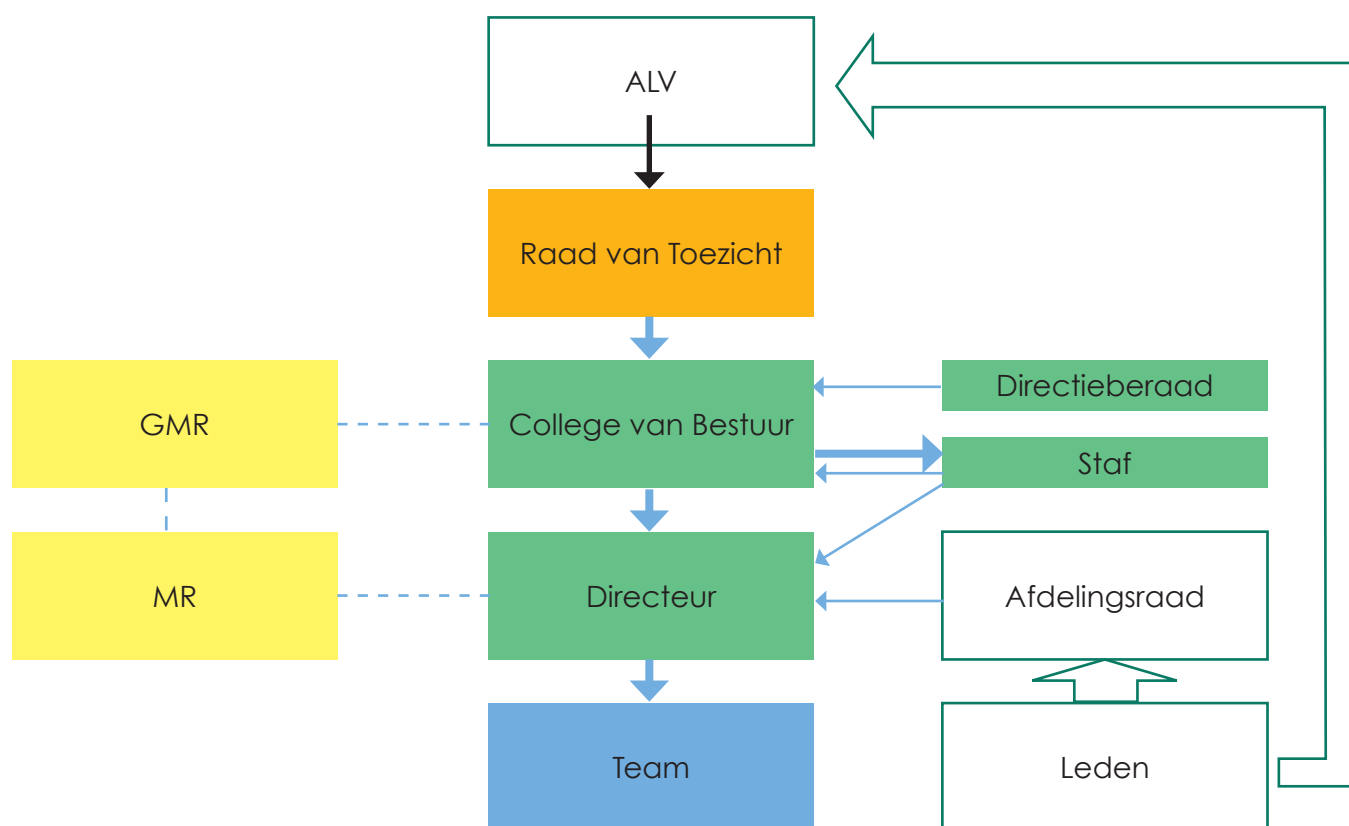 ALV
Raad van Toezicht
GMR
College van Bestuur
Directieberaad
Staf
MR
Directeur
Afdelingsraad
Team
Leden